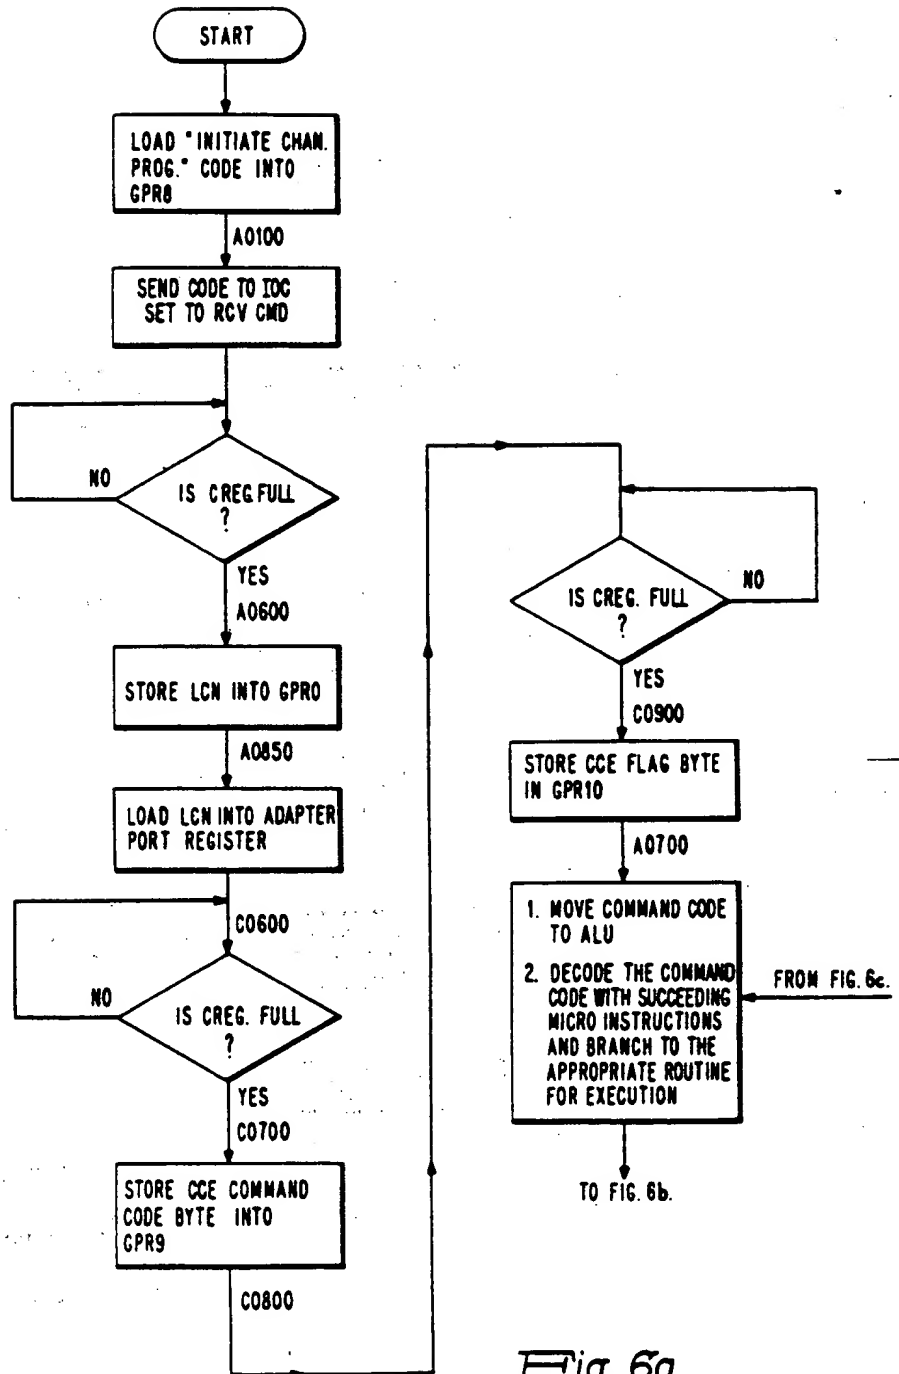 START
LOAD "INITIATE CHAN.
PROG." CODE INTO
GPR8
A0100
SEND CODE TO IOC
SET TO RCV CMD
NO
IS CREG. FULL
?
YES
A0600
STORE LCN INTO GPR0
A0850
LOAD LCN INTO ADAPTER
PORT REGISTER
C0600
NO
IS CREG. FULL
?
YES
C0700
STORE CCE COMMAND
CODE BYTE INTO
GPR9
C0800
IS CREG. FULL
?
NO
YES
C0900
STORE CCE FLAG BYTE
IN GPR10
A0700
1. MOVE COMMAND CODE
TO ALU
2. DECODE THE COMMAND
CODE WITH SUCCEEDING
MICRO INSTRUCTIONS
AND BRANCH TO THE
APPROPRIATE ROUTINE
FOR EXECUTION
FROM FIG. 6c.
TO FIG. 6b.
Fig. 6a